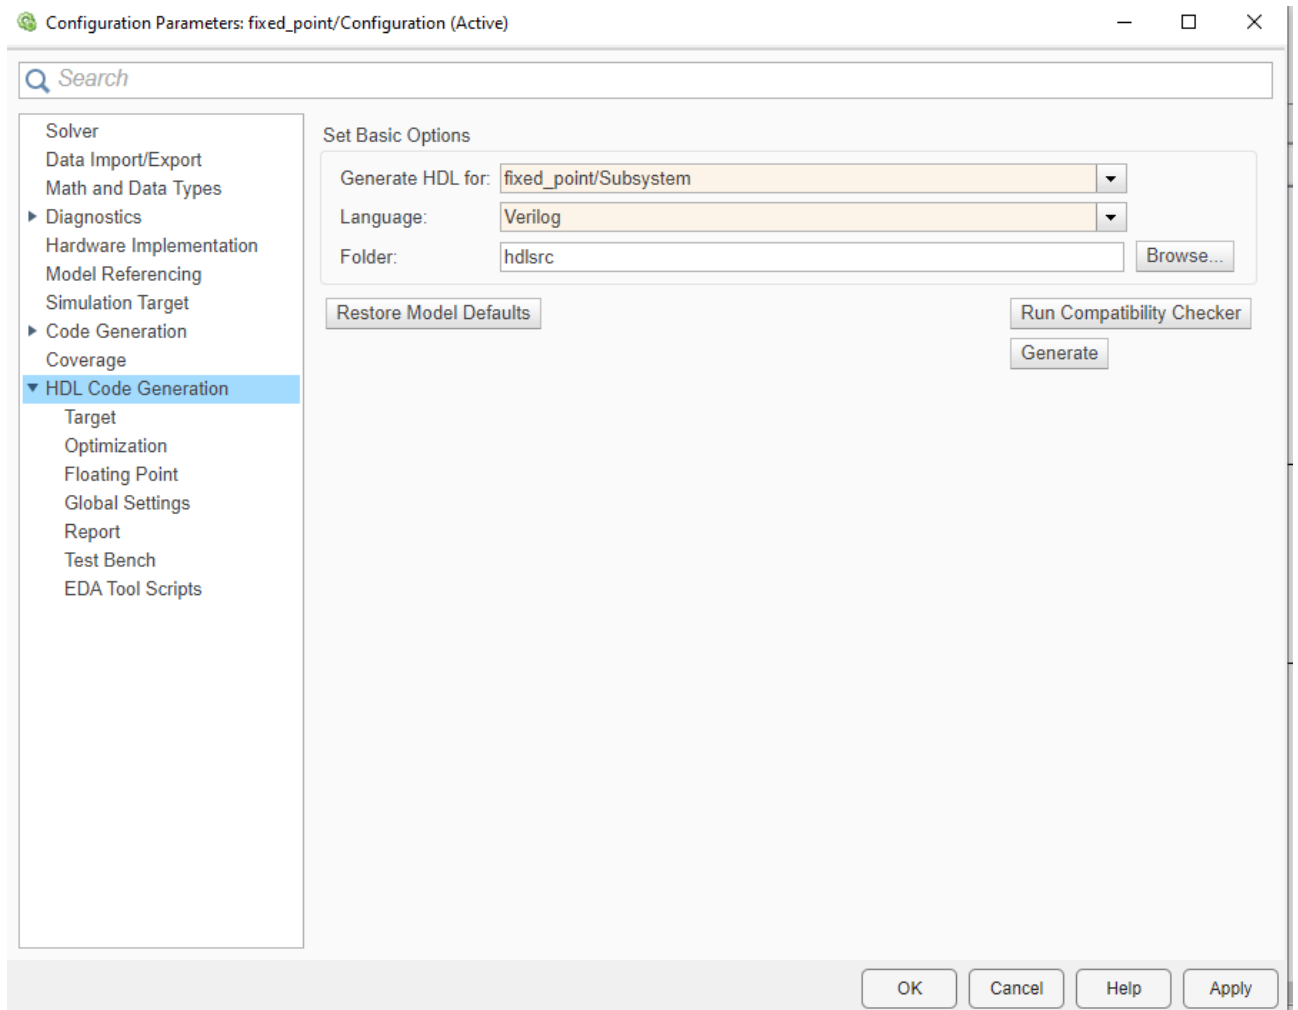 Configuration Parameters: fixed_point/Configuration (Active)
Search
Solver
Data Import/Export
Math and Data Types
Diagnostics
Hardware Implementation
Model Referencing
Simulation Target
Code Generation
Coverage
HDL Code Generation
Target
Optimization
Floating Point
Global Settings
Report
Test Bench
EDA Tool Scripts
Set Basic Options
Generate HDL for: fixed_point/Subsystem
Language: Verilog
Folder: hdlsrc Browse...
Restore Model Defaults Run Compatibility Checker
Generate
OK Cancel Help Apply